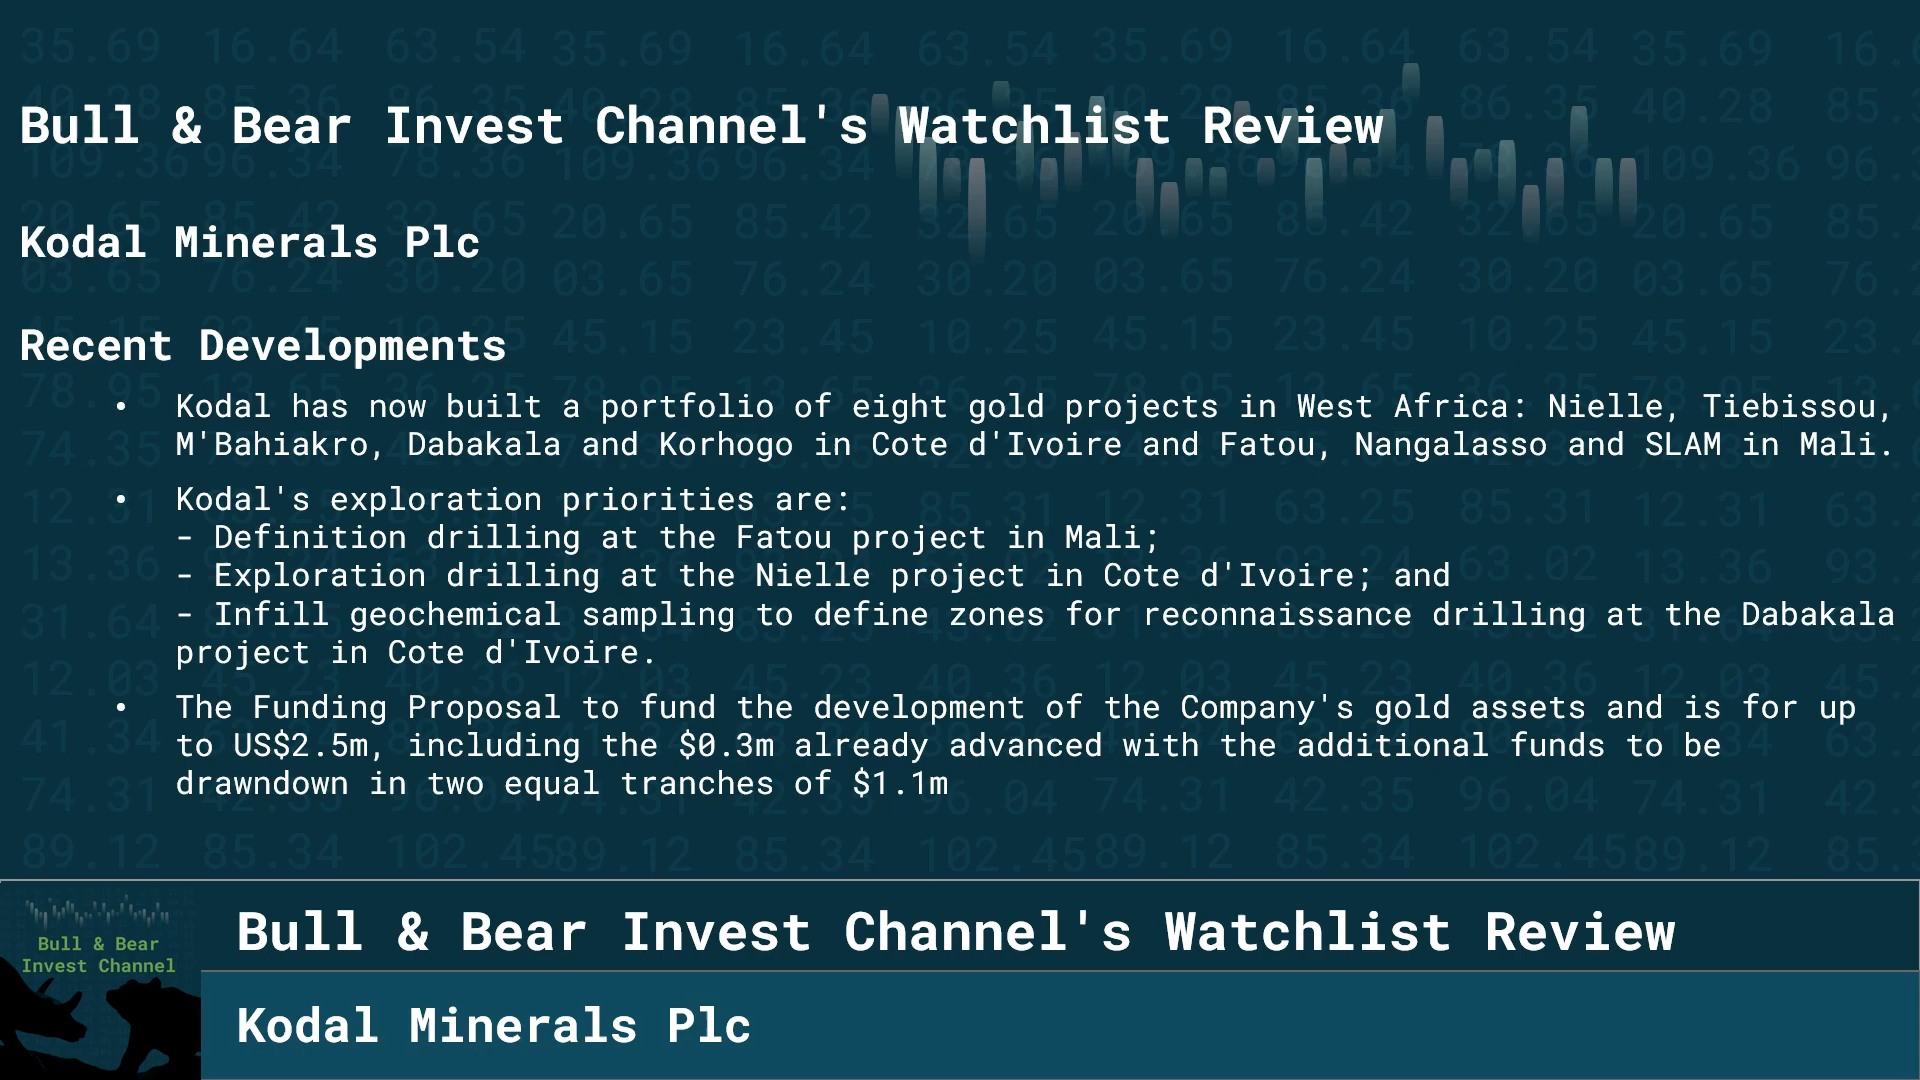 Bull & Bear Invest Channel's Watchlist Review
Kodal Minerals Plc
Recent Developments
• Kodal has now built a portfolio of eight gold projects in West Africa: Nielle, Tiebissou,
M'Bahiakro, Dabakala and Korhogo in Cote d'Ivoire and Fatou, Nangalasso and SLAM in Mali.
• Kodal's exploration priorities are:
- Definition drilling at the Fatou project in Mali;
- Exploration drilling at the Nielle project in Cote d'Ivoire; and
- Infill geochemical sampling to define zones for reconnaissance drilling at the Dabakala
project in Cote d'Ivoire.
• The Funding Proposal to fund the development of the Company's gold assets and is for up
to US$2.5m, including the $0.3m already advanced with the additional funds to be
drawndown in two equal tranches of $1.1m
Bull & Bear Invest Channel's Watchlist Review
Bull & Bear
Invest Channel
Kodal Minerals Plc